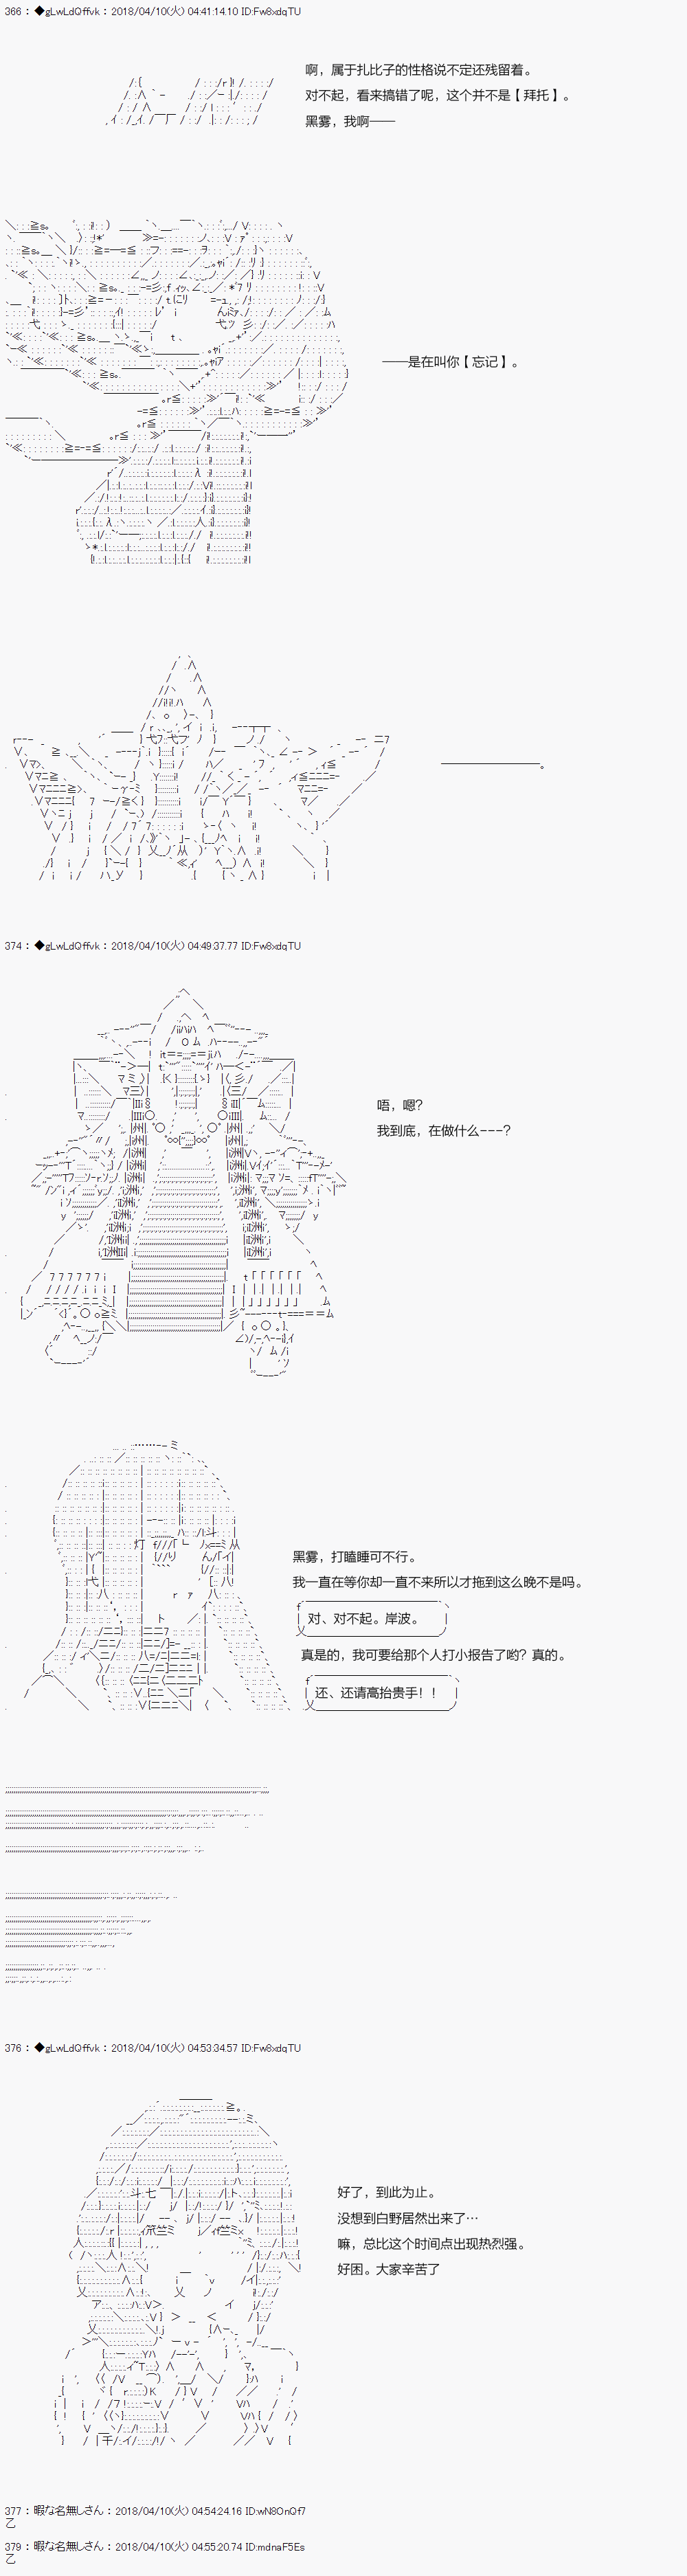 366 : ◆gLwLdQffvk : 2018/04/10(火) 04:41:14.10 ID:Fw8xdqTU
啊，属于扎比子的性格说不定还残留着。
对不起，看来搞错了呢，这个并不是【拜托】。
黑雾，我啊——
——是在叫你【忘记】。
————————。
374 : ◆gLwLdQffvk : 2018/04/10(火) 04:49:37.77 ID:Fw8xdqTU
唔，嗯？
我到底，在做什么---？
黑雾，打瞌睡可不行。
我一直在等你却一直不来所以才拖到这么晚不是吗。
对、对不起。岸波。
真是的，我可要给那个人打小报告了哟？真的。
还、还请高抬贵手！！
376 : ◆gLwLdQffvk : 2018/04/10(火) 04:53:34.57 ID:Fw8xdqTU
好了，到此为止。
没想到白野居然出来了…
嘛，总比这个时间点出现热烈强。
好困。大家辛苦了
377 : 暇な名無しさん : 2018/04/10(火) 04:54:24.16 ID:wN8OnQf7
乙
379 : 暇な名無しさん : 2018/04/10(火) 04:55:20.74 ID:mdnaF5Es
乙